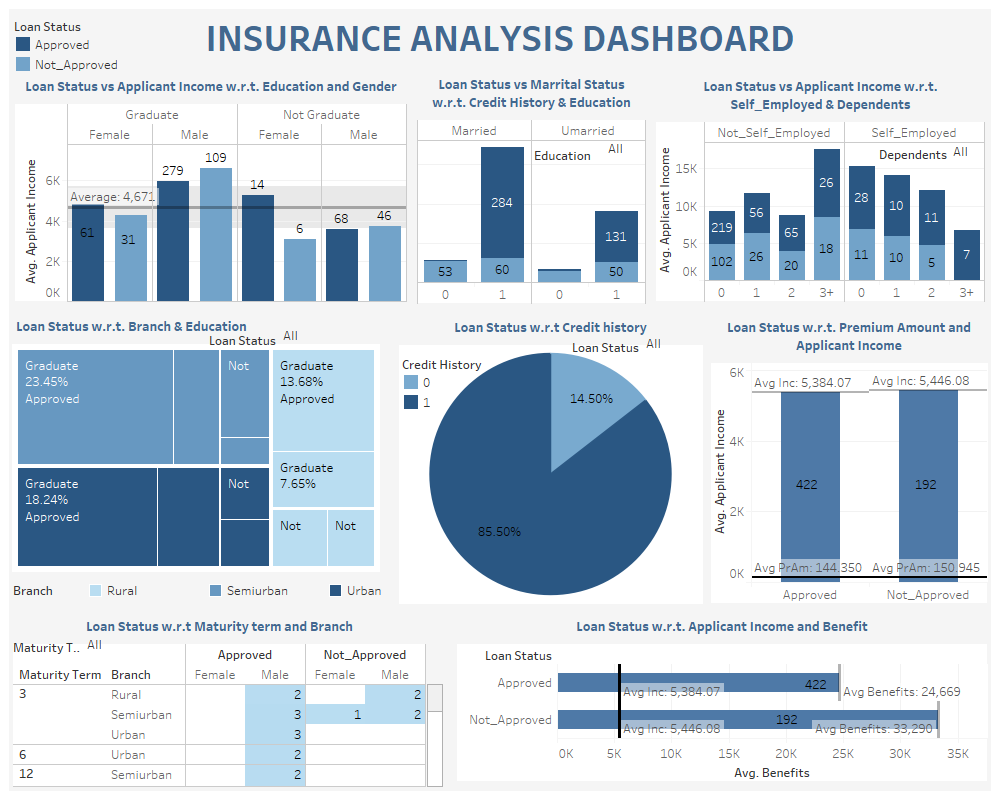 Loan Status
Approved
Not_Approved
INSURANCE ANALYSIS DASHBOARD
Loan Status vs Applicant Income w.r.t. Education and Gender
Graduate Not Graduate
Female Male Female Male
Avg. Applicant Income
6K
4K
2K
0K
Average: 4,671
61 31 279 109 14 6 68 46
Loan Status vs Marrital Status
w.r.t. Credit History & Education
Married Umarried
Education All
284 131
53 60 50
0 1 0 1
Loan Status vs Applicant Income w.r.t.
Self_Employed & Dependents
Not_Self_Employed Self_Employed
Dependents All
Avg. Applicant Income
15K
10K
5K
0K
219 56 65 26 28 10 11 7
102 26 20 18 11 10 5
0 1 2 3+ 0 1 2 3+
Loan Status w.r.t. Branch & Education
Loan Status All
Graduate
23.45%
Approved
Not
Graduate
13.68%
Approved
Graduate
18.24%
Approved
Not
Graduate
7.65%
Not Not
Branch Rural Semiurban Urban
Loan Status w.r.t Credit history
Loan Status All
Credit History
0
1
14.50%
85.50%
Loan Status w.r.t. Premium Amount and
Applicant Income
Avg. Applicant Income
6K
4K
2K
0K
Avg Inc: 5,384.07 Avg Inc: 5,446.08
422 192
Avg PrAm: 144.350 Avg PrAm: 150.945
Approved Not_Approved
Loan Status w.r.t Maturity term and Branch
Maturity T.. All
Approved Not_Approved
Maturity Term Branch Female Male Female Male
3 Rural 2 2
Semiurban 3 1 2
Urban 3
6 Urban 2
12 Semiurban 2
Loan Status w.r.t. Applicant Income and Benefit
Loan Status
Approved 422
Avg Inc: 5,384.07 Avg Benefits: 24,669
Not_Approved 192
Avg Inc: 5,446.08 Avg Benefits: 33,290
0K 5K 10K 15K 20K 25K 30K 35K
Avg. Benefits